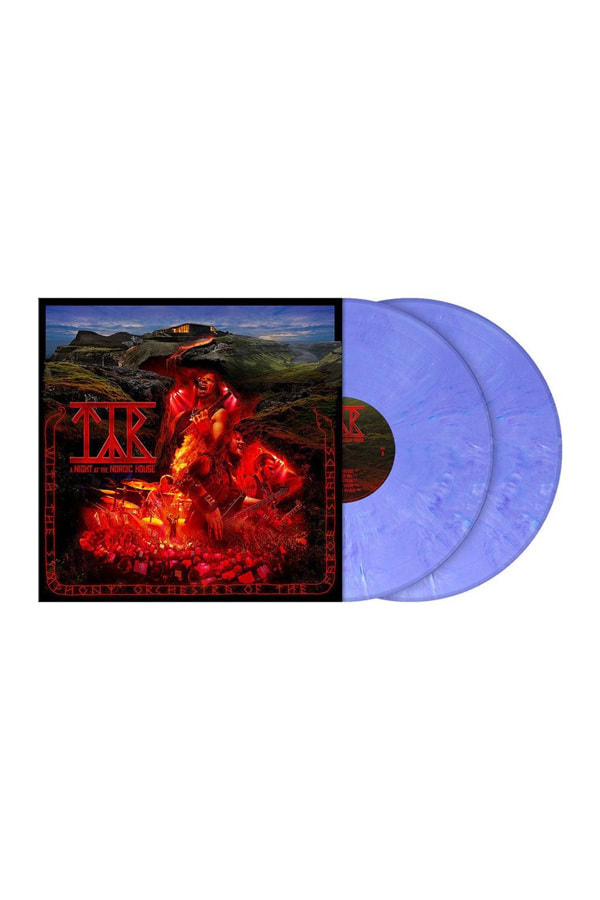 TÝR
A NIGHT AT THE NORDIC HOUSE
WITH THE SYMPHONY ORCHESTRA OF THE FAROE ISLANDS